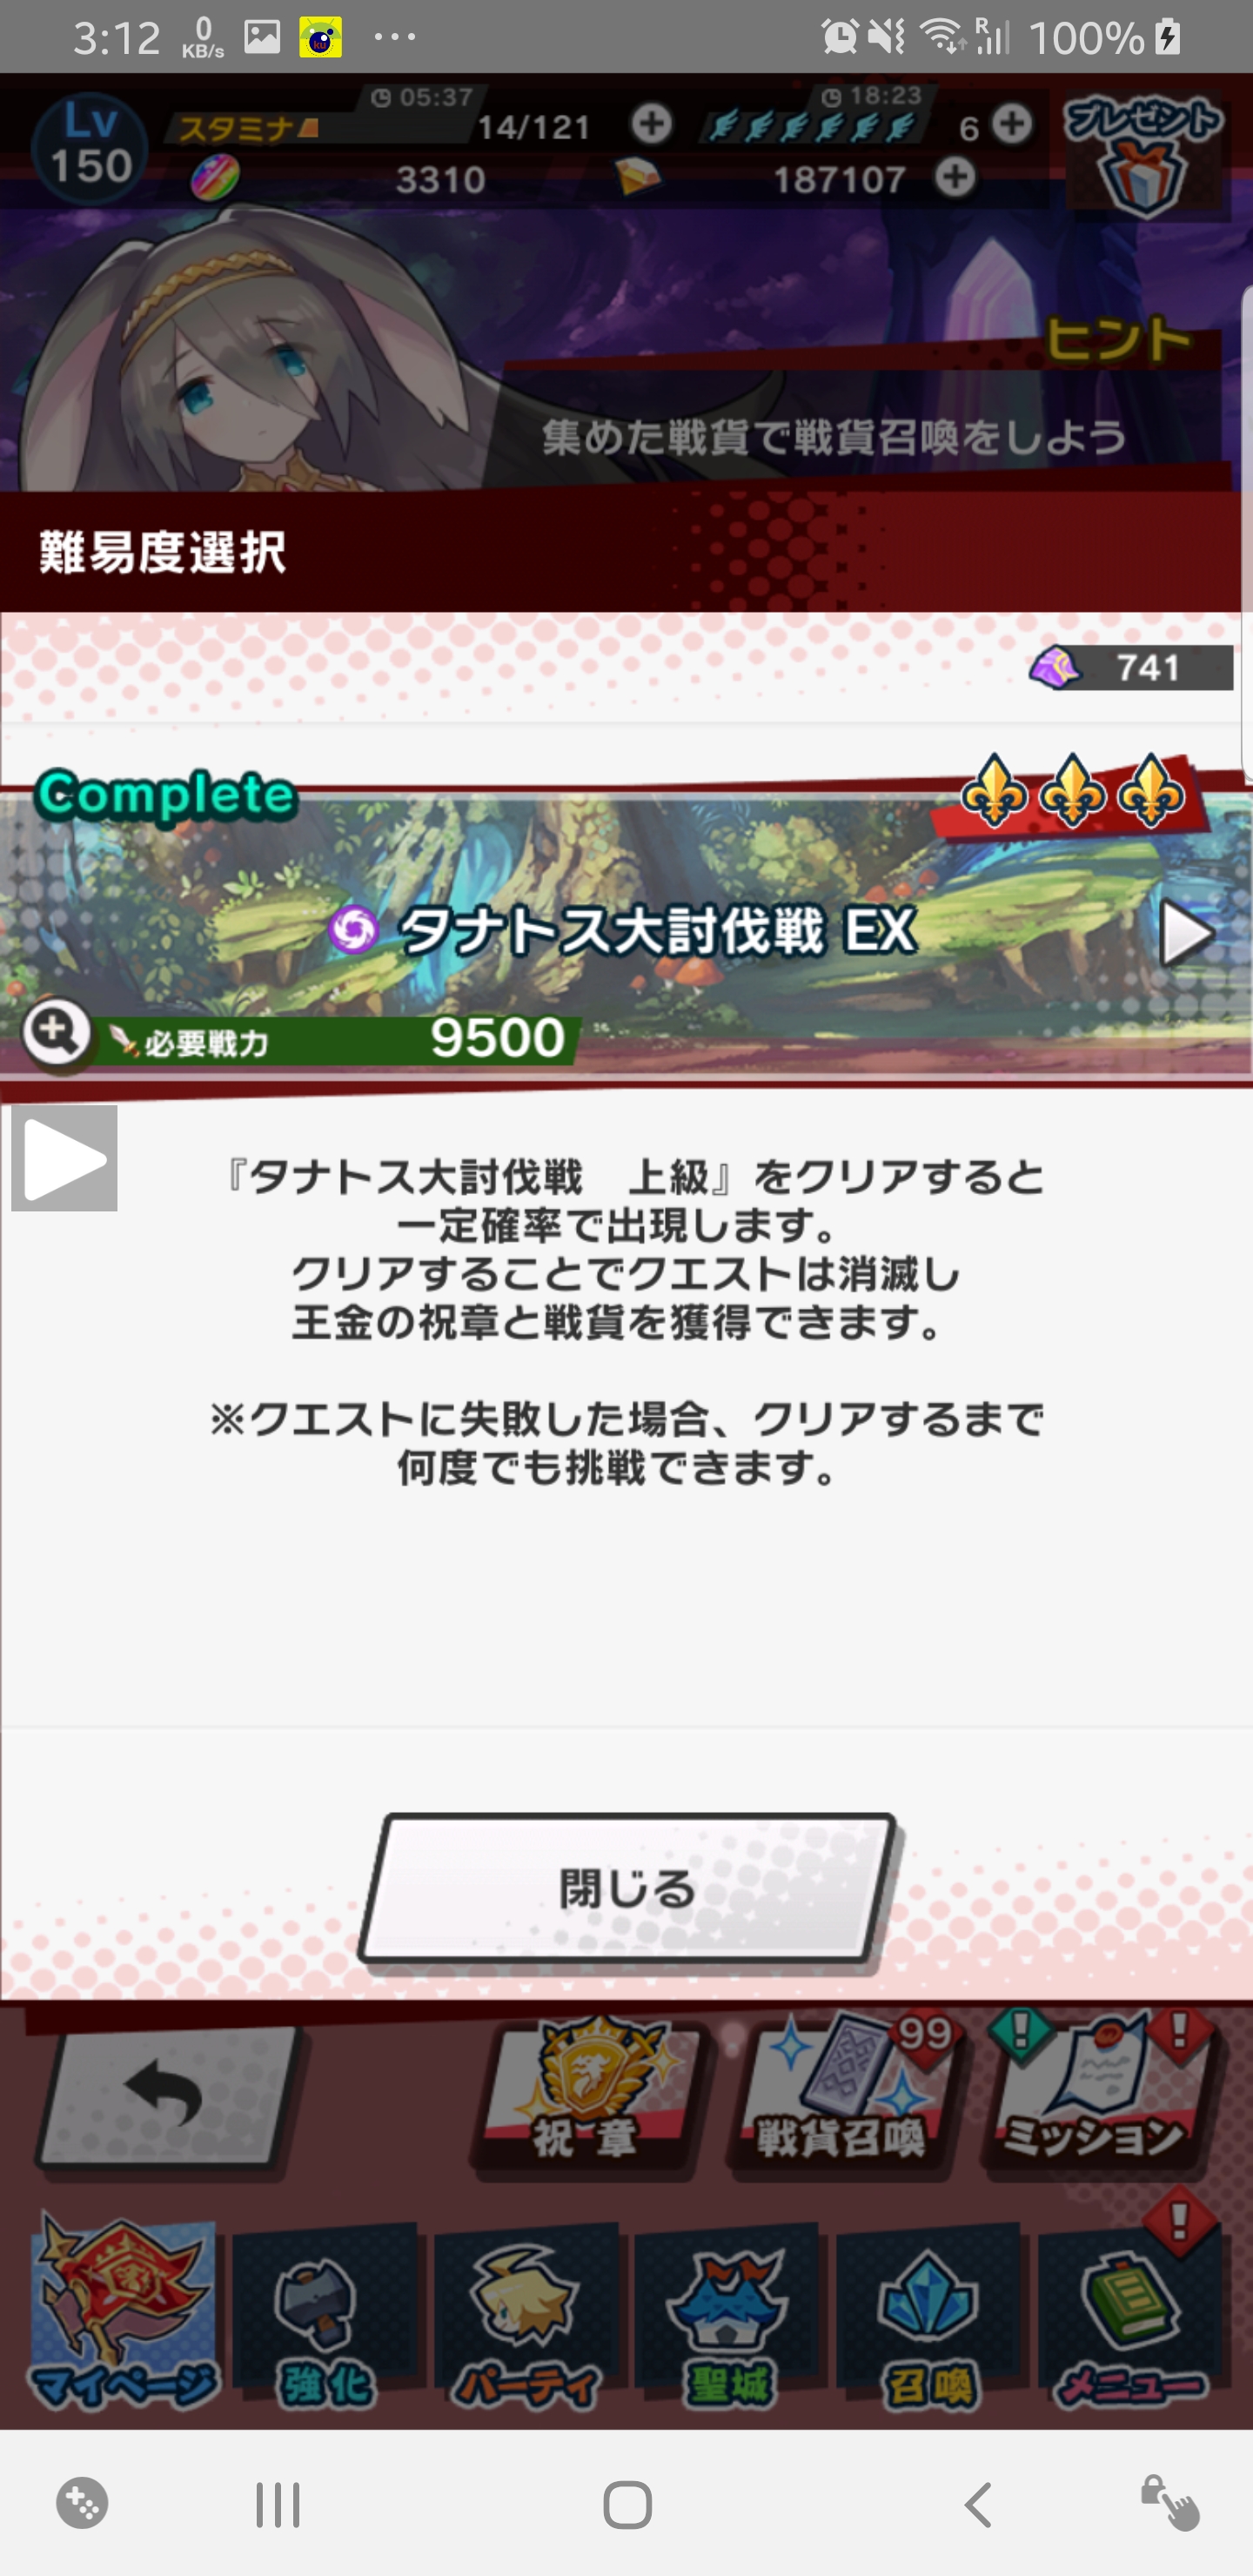 3:12
0
KB/s
R
100%
Lv
150
スタミナ
05:37
14/121
18:23
6
プレゼント
3310
187107
ヒント
集めた戦貨で戦貨召喚をしよう
難易度選択
741
Complete
タナトス大討伐戦 EX
必要戦力
9500
『タナトス大討伐戦　上級』をクリアすると
一定確率で出現します。
クリアすることでクエストは消滅し
王金の祝章と戦貨を獲得できます。
※クエストに失敗した場合、クリアするまで
何度でも挑戦できます。
閉じる
祝章
99
戦貨召喚
!
!
ミッション
!
マイページ
強化
パーティ
聖城
召喚
メニュー